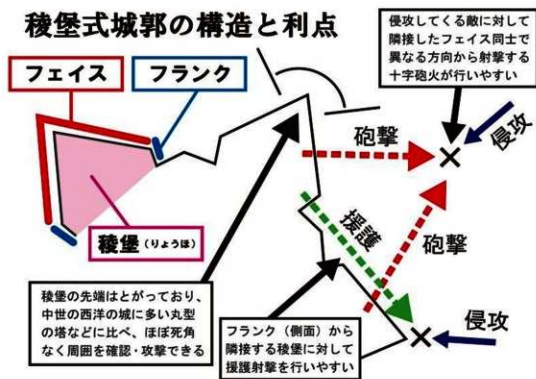 稜堡式城郭の構造と利点
フェイス
フランク
稜堡(りょうほ)
侵攻してくる敵に対して
隣接したフェイス同士で
異なる方向から射撃する
十字砲火が行いやすい
砲撃
侵攻
援護
砲撃
侵攻
稜堡の先端はとがっており、
中世の西洋の城に多い丸型
の塔などに比べ、ほぼ死角
なく周囲を確認・攻撃できる
フランク(側面)から
隣接する稜堡に対して
援護射撃を行いやすい